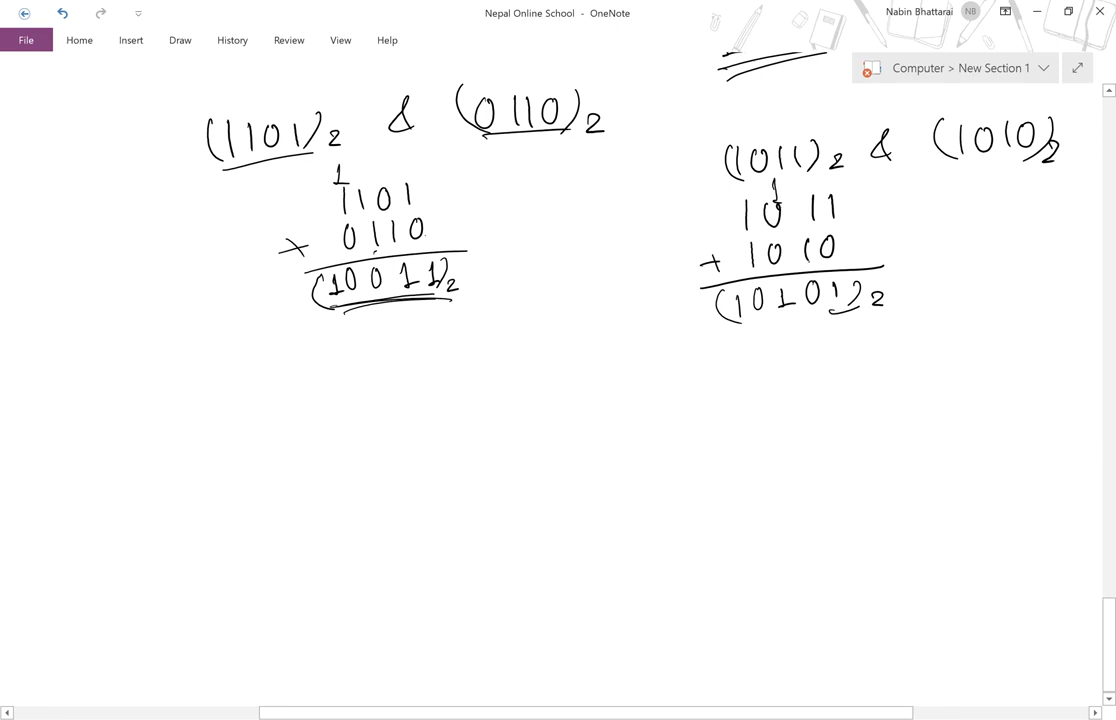 Nepal Online School - OneNote
Nabin Bhattarai NB
File Home Insert Draw History Review View Help
Computer > New Section 1
(1101)2 & (0110)2
1
1101
+ 0110
(10011)2
(1011)2 & (1010)2
1
1011
+ 1010
(10101)2